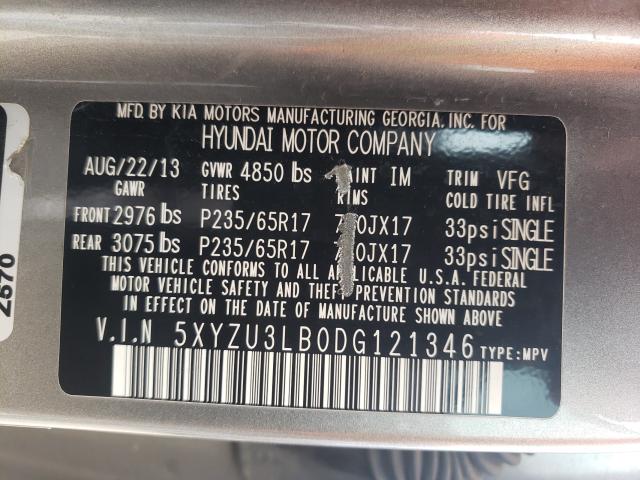 MFD. BY KIA MOTORS MANUFACTURING GEORGIA, INC. FOR
HYUNDAI MOTOR COMPANY
AUG/22/13 GVWR 4850 lbs IM TRIM VFG
GAWR TIRES RIMS COLD TIRE INFL
FRONT 2976 lbs P235/65R17 33psi SINGLE
REAR 3075 lbs P235/65R17 33psi SINGLE
THIS VEHICLE CONFORMS TO ALL APPLICABLE U.S.A. FEDERAL
MOTOR VEHICLE SAFETY AND THEFT PREVENTION STANDARDS
IN EFFECT ON THE DATE OF MANUFACTURE SHOWN ABOVE.
V.I.N 5XYZU3LB0DG121346 TYPE: MPV
2670